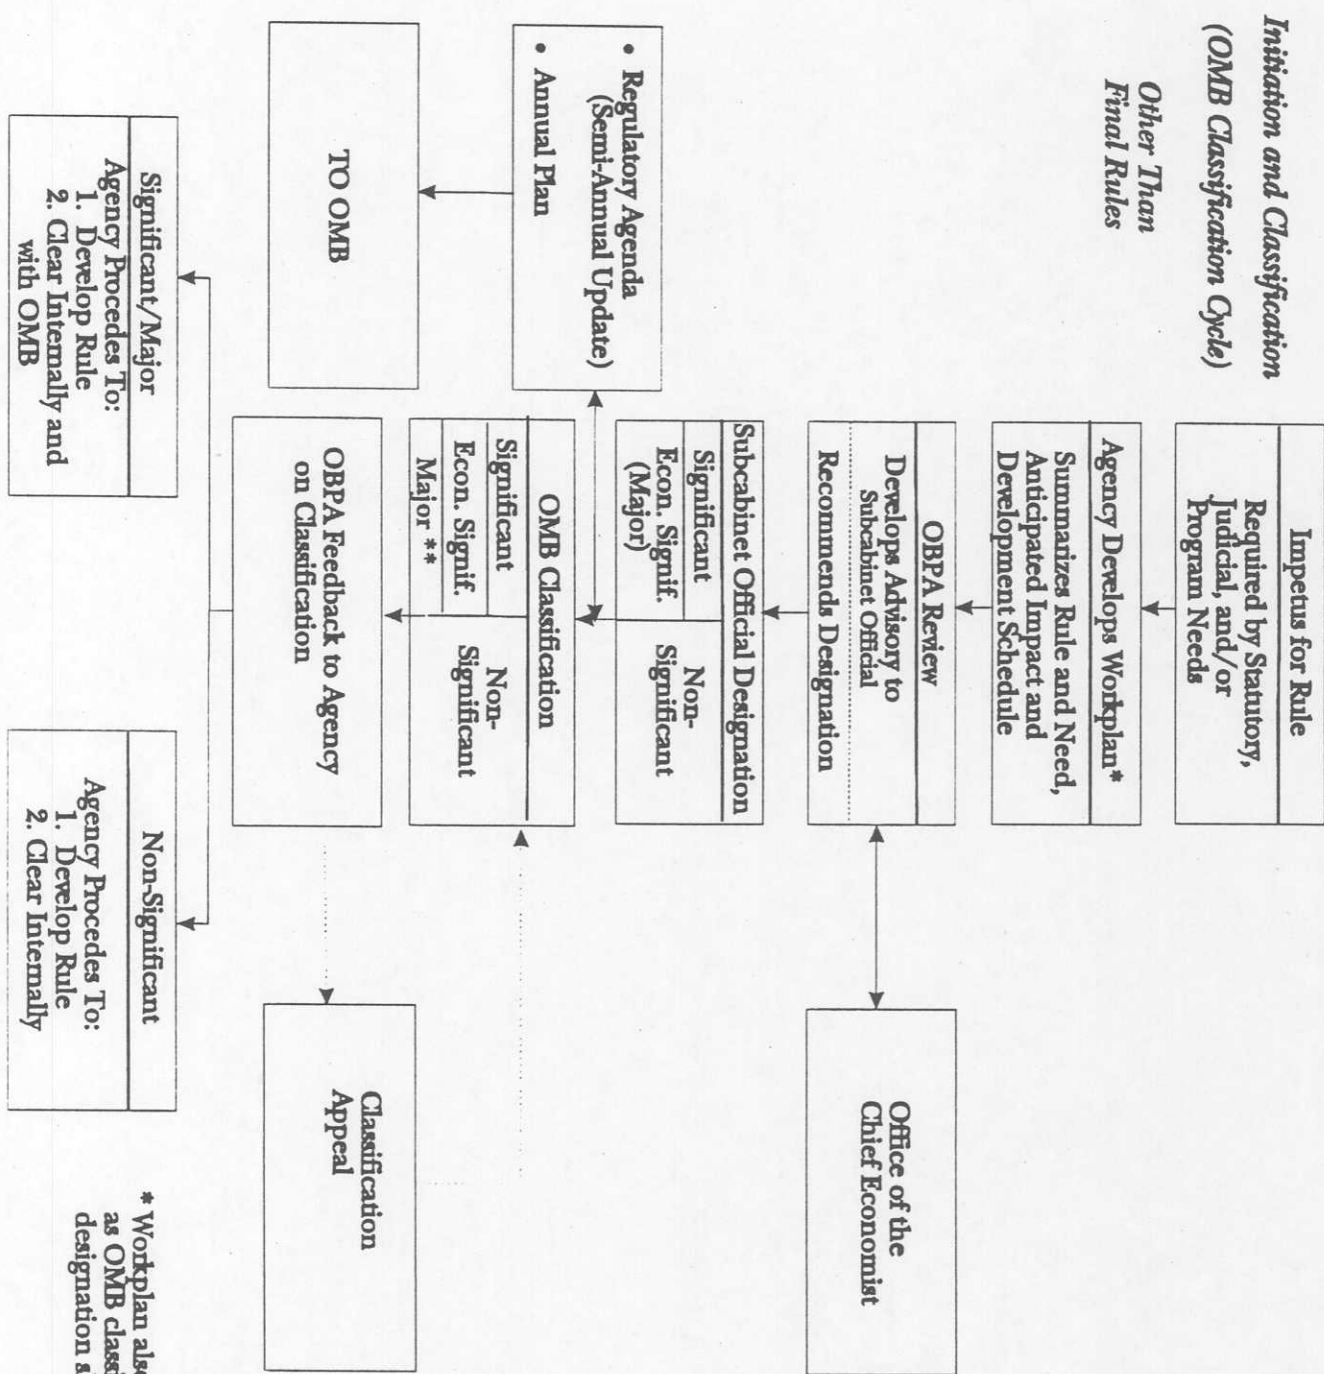 Initiation and Classification
(OMB Classification Cycle)
Other Than
Final Rules
Impetus for Rule
Required by Statutory,
Judicial, and/or
Program Needs
Agency Develops Workplan*
Summarizes Rule and Need,
Anticipated Impact and
Development Schedule
OBPA Review
Develops Advisory to
Subcabinet Official
Recommends Designation
Office of the
Chief Economist
Subcabinet Official Designation
Significant
Econ. Signif.
(Major)
Non-
Significant
• Regulatory Agenda
(Semi-Annual Update)
• Annual Plan
TO OMB
OMB Classification
Significant
Econ. Signif.
Major **
Non-
Significant
OBPA Feedback to Agency
on Classification
Classification
Appeal
Significant/Major
Agency Procedes To:
1. Develop Rule
2. Clear Internally and
with OMB
Non-Significant
Agency Procedes To:
1. Develop Rule
2. Clear Internally
* Workplan
as OMB
designation